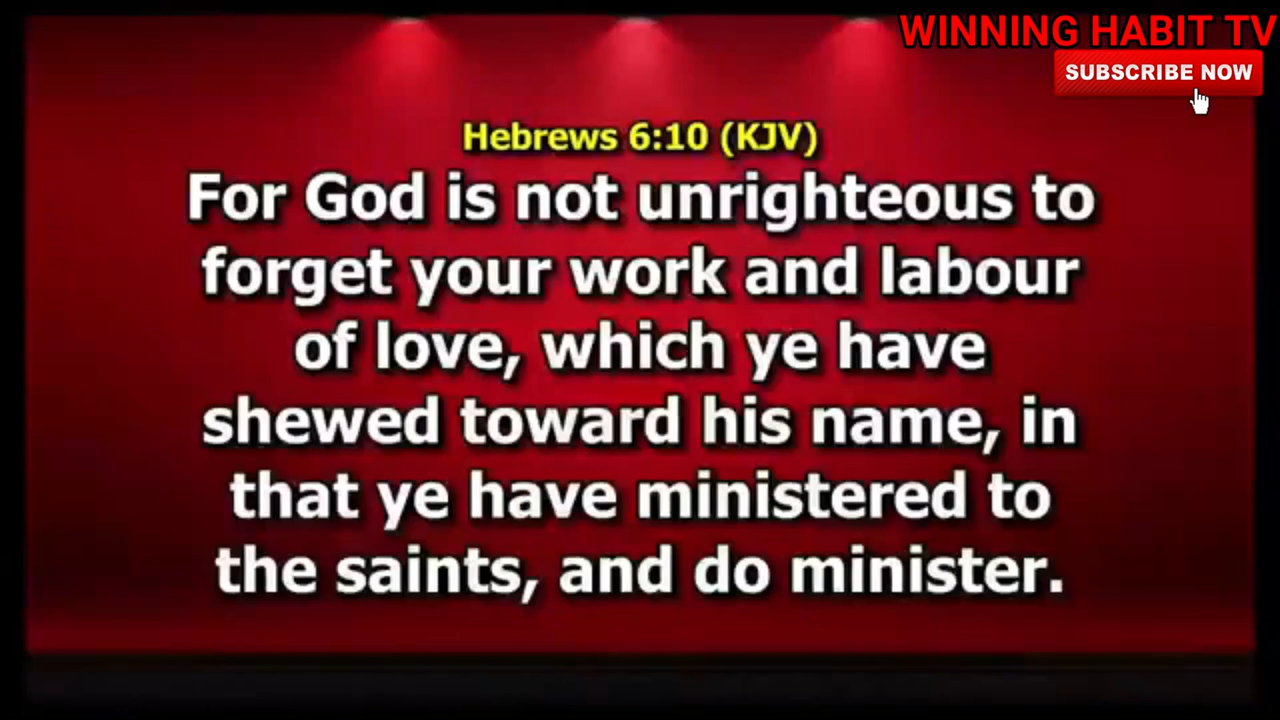 WINNING HABIT TV
SUBSCRIBE NOW
Hebrews 6:10 (KJV)
For God is not unrighteous to
forget your work and labour
of love, which ye have
shewed toward his name, in
that ye have ministered to
the saints, and do minister.